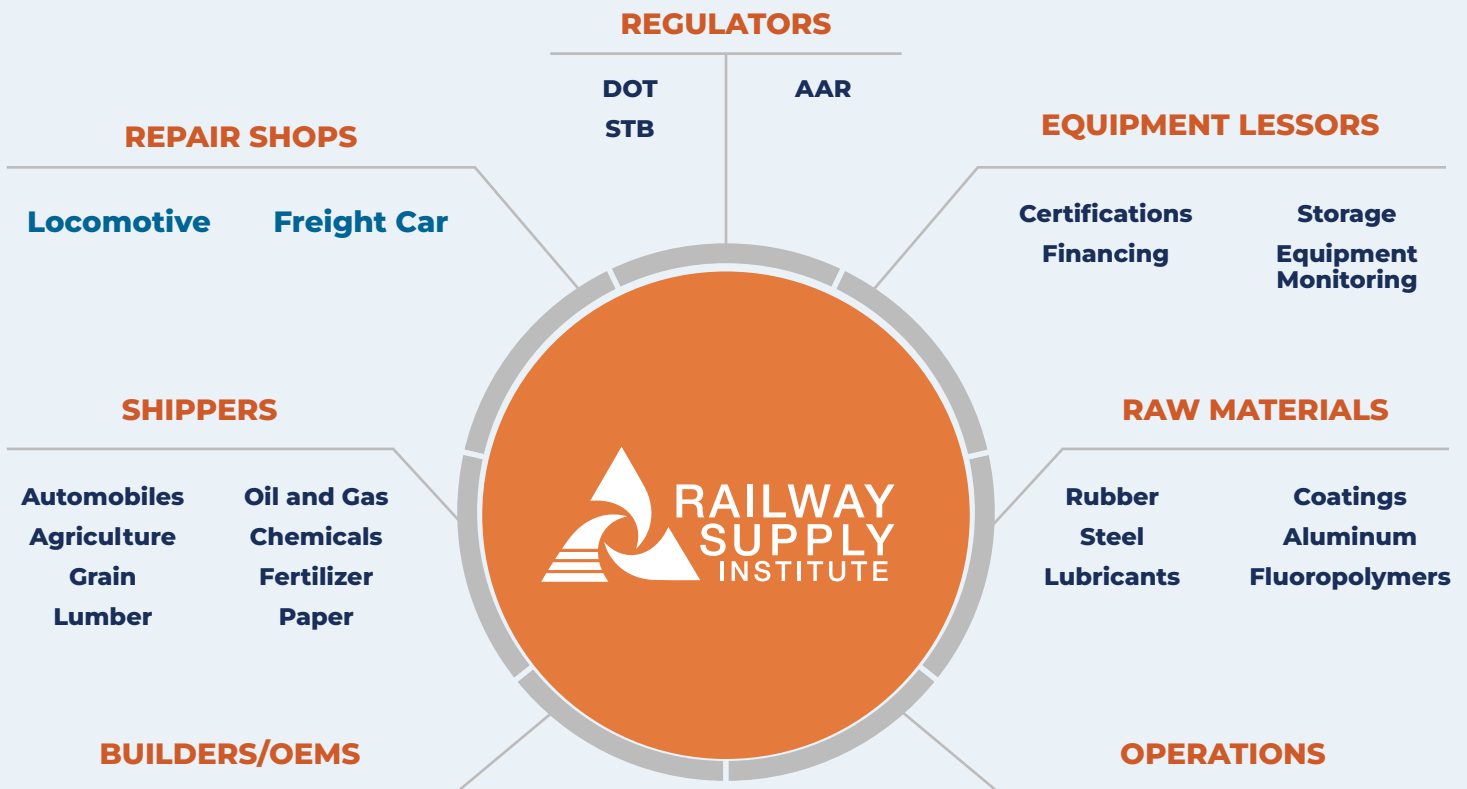 REGULATORS
DOT
STB
AAR
REPAIR SHOPS
Locomotive
Freight Car
EQUIPMENT LESSORS
Certifications
Financing
Storage
Equipment
Monitoring
SHIPPERS
Automobiles
Agriculture
Grain
Lumber
Oil and Gas
Chemicals
Fertilizer
Paper
RAILWAY
SUPPLY
INSTITUTE
RAW MATERIALS
Rubber
Steel
Lubricants
Coatings
Aluminum
Fluoropolymers
BUILDERS/OEMS
OPERATIONS